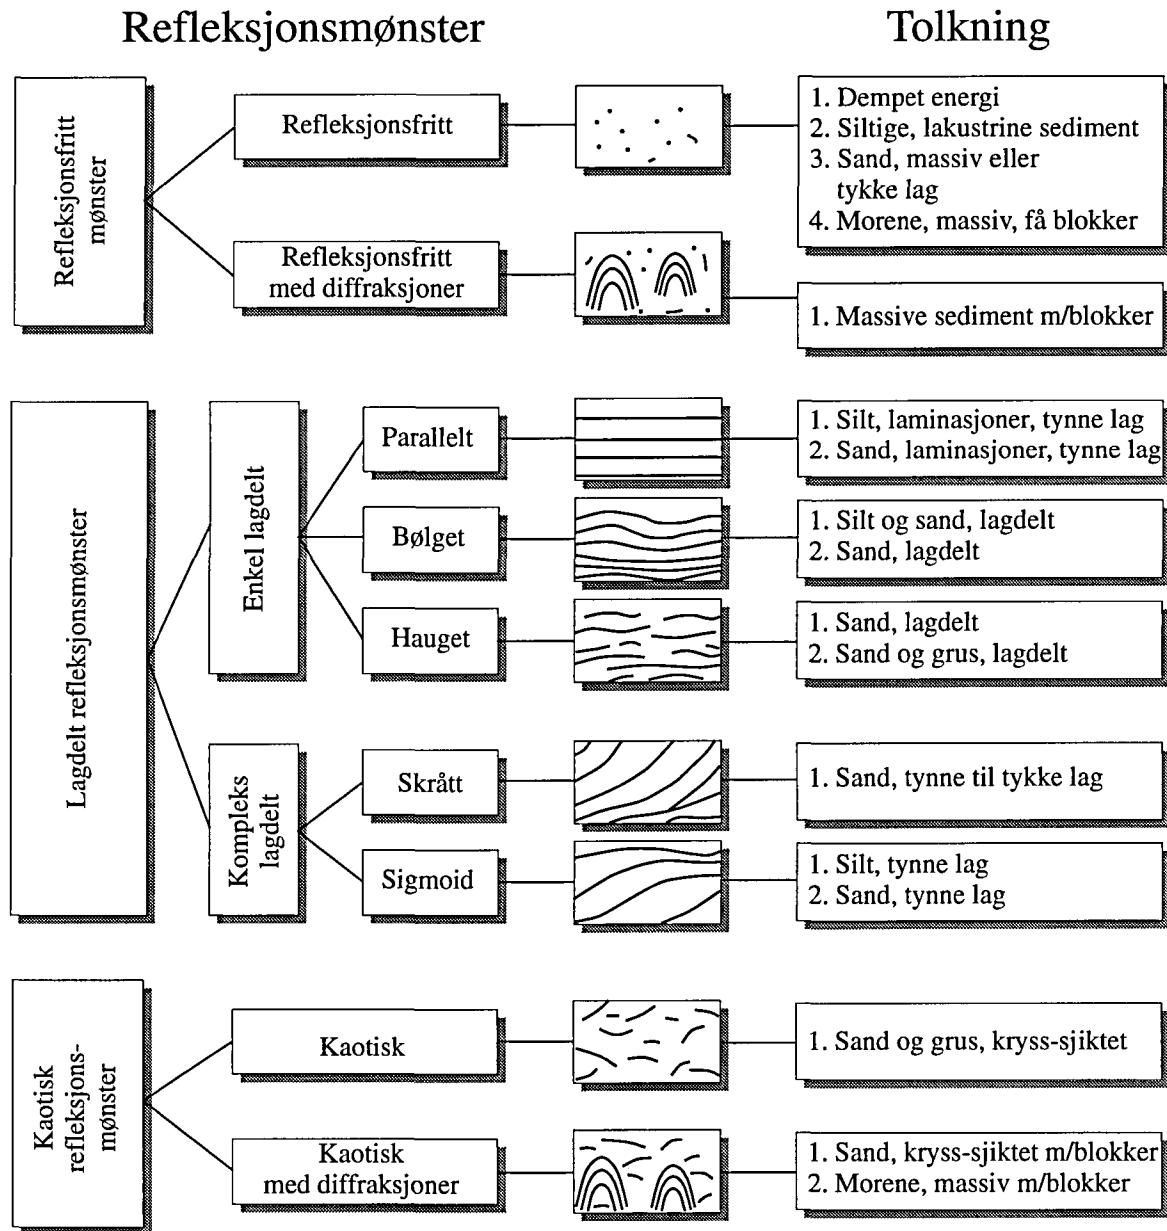 Refleksjonsmønster
Tolkning
Refleksjonsfritt
mønster
Refleksjonsfritt
1. Dempet energi
2. Siltige, lakustrine sediment
3. Sand, massiv eller
tykke lag
4. Morene, massiv, få blokker
Refleksjonsfritt
med diffraksjoner
1. Massive sediment m/blokker
Lagdelt refleksjonsmønster
Enkel lagdelt
Parallelt
1. Silt, laminasjoner, tynne lag
2. Sand, laminasjoner, tynne lag
Bølget
1. Silt og sand, lagdelt
2. Sand, lagdelt
Hauget
1. Sand, lagdelt
2. Sand og grus, lagdelt
Kompleks
lagdelt
Skrått
1. Sand, tynne til tykke lag
Sigmoid
1. Silt, tynne lag
2. Sand, tynne lag
Kaotisk
refleksjons-
mønster
Kaotisk
1. Sand og grus, kryss-sjiktet
Kaotisk
med diffraksjoner
1. Sand, kryss-sjiktet m/blokker
2. Morene, massiv m/blokker